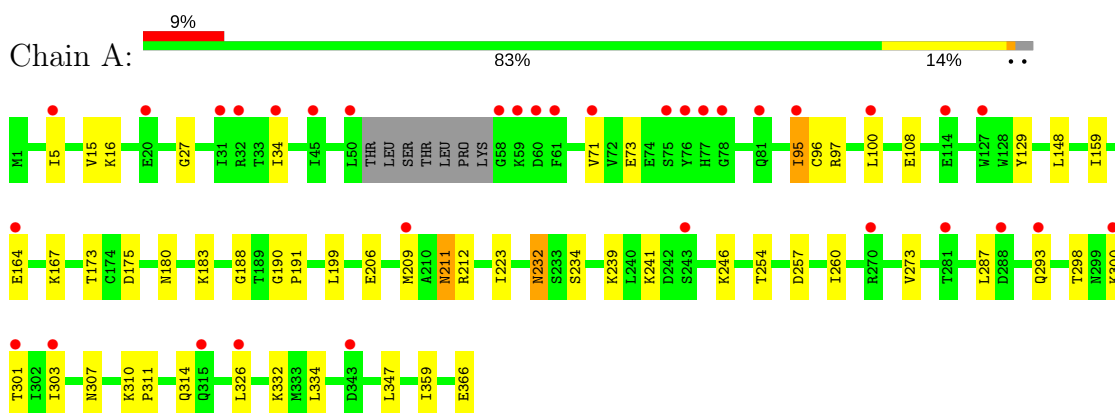 9%
Chain A:
83% 14% • •
M1 I5 V15 K16 E20 G27 I31 R32 T33 I34 I45 L50 THR LEU SER THR LEU PRO LYS G58 K59 D60 F61 V71 V72 E73 E74 S75 Y76 H77 G78 Q81 I95 C96 R97 L100 E108 E114 W127 W128 Y129 L148 I159
E164 K167 T173 C174 D175 N180 K183 G188 T189 G190 P191 L199 E206 M209 A210 N211 R212 I223 N232 S233 S234 K239 L240 K241 D242 S243 K246 T254 D257 I260 R270 V273 T281 L287 D288 Q293 T298 N299 K300
T301 I302 I303 N307 K310 P311 Q314 Q315 L326 K332 M333 L334 D343 L347 I359 E366